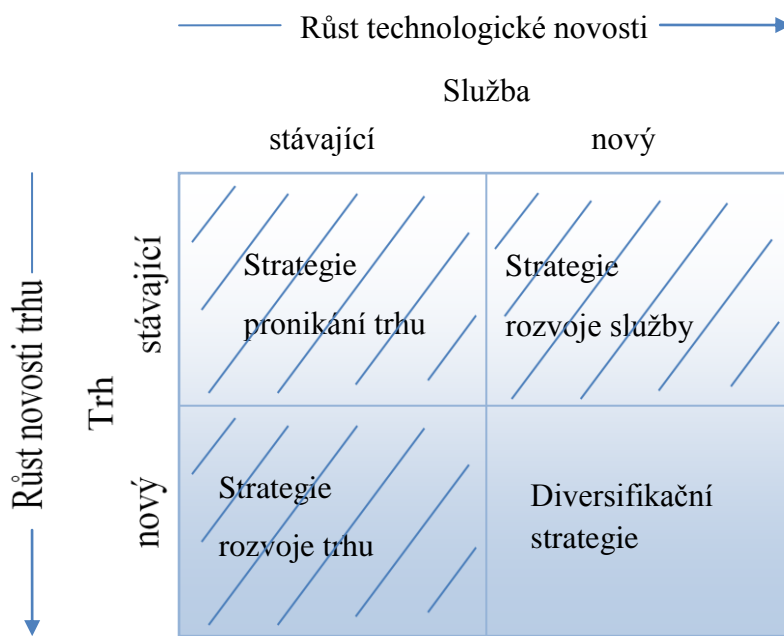 Růst technologické novosti
Služba
stávající
nový
Růst novosti trhu
Trh
stávající
nový
Strategie
pronikání trhu
Strategie
rozvoje služby
Strategie
rozvoje trhu
Diversifikační
strategie